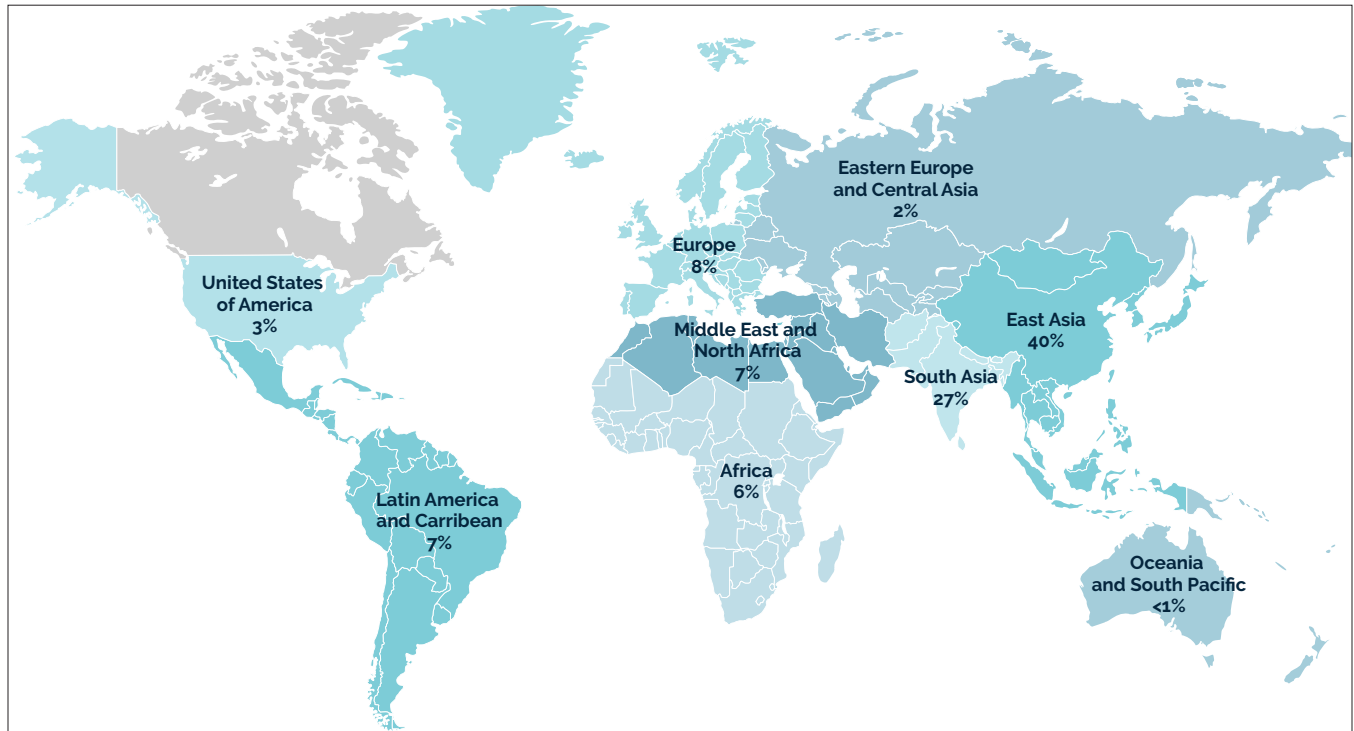 Eastern Europe
and Central Asia
2%
Europe
8%
United States
of America
3%
Middle East and
North Africa
7%
East Asia
40%
South Asia
27%
Africa
6%
Latin America
and Carribean
7%
Oceania
and South Pacific
<1%